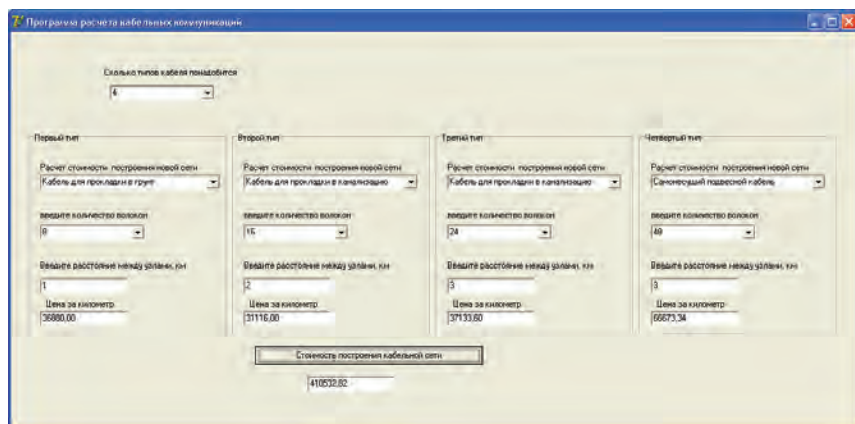 Программа расчета кабельных коммуникаций
Сколько типов кабеля понадобится
4
Первый тип
Расчет стоимости построения новой сети
Кабель для прокладки в грунт
введите количество волокон
8
Введите расстояние между узлами, км
1
Цена за километр
36880,00
Второй тип
Расчет стоимости построения новой сети
Кабель для прокладки в канализацию
введите количество волокон
16
Введите расстояние между узлами, км
2
Цена за километр
31116,00
Третий тип
Расчет стоимости построения новой сети
Кабель для прокладки в канализацию
введите количество волокон
24
Введите расстояние между узлами, км
3
Цена за километр
37133,60
Четвертый тип
Расчет стоимости построения новой сети
Самонесущий подвесной кабель
введите количество волокон
48
Введите расстояние между узлами, км
3
Цена за километр
66673,34
Стоимость построения кабельной сети
410532,82